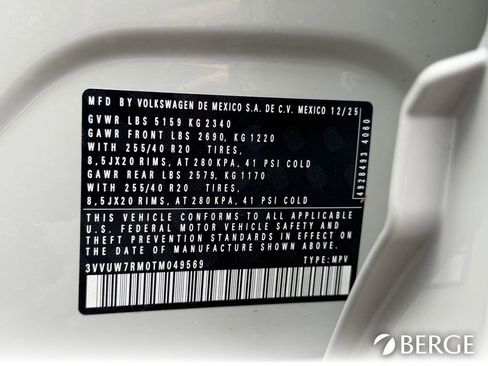 MFD. BY VOLKSWAGEN DE MEXICO S.A. DE C.V. MEXICO 12/25
GVWR LBS 5159 KG 2340
GAWR FRONT LBS 2690, KG 1220
WITH 255/40 R20 TIRES,
8,5JX20 RIMS, AT 280 KPA, 41 PSI COLD
GAWR REAR LBS 2579, KG 1170
WITH 255/40 R20 TIRES,
8,5JX20 RIMS, AT 280 KPA, 41 PSI COLD
THIS VEHICLE CONFORMS TO ALL APPLICABLE
U.S. FEDERAL MOTOR VEHICLE SAFETY AND
THEFT PREVENTION STANDARDS IN EFFECT ON
THE DATE OF MANUFACTURE SHOWN ABOVE.
3VVUW7RM0TM049569 TYPE: MPV
4928493 4060
BERGE